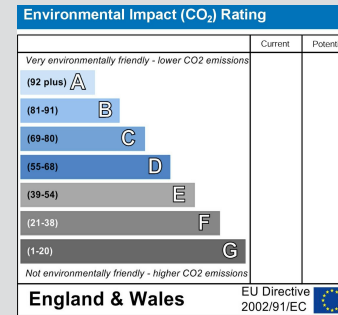 Environmental Impact (CO₂) Rating
Current Potent
Very environmentally friendly - lower CO2 emissions
(92 plus) A
(81-91) B
(69-80) C
(55-68) D
(39-54) E
(21-38) F
(1-20) G
Not environmentally friendly - higher CO2 emissions
England & Wales
EU Directive
2002/91/EC